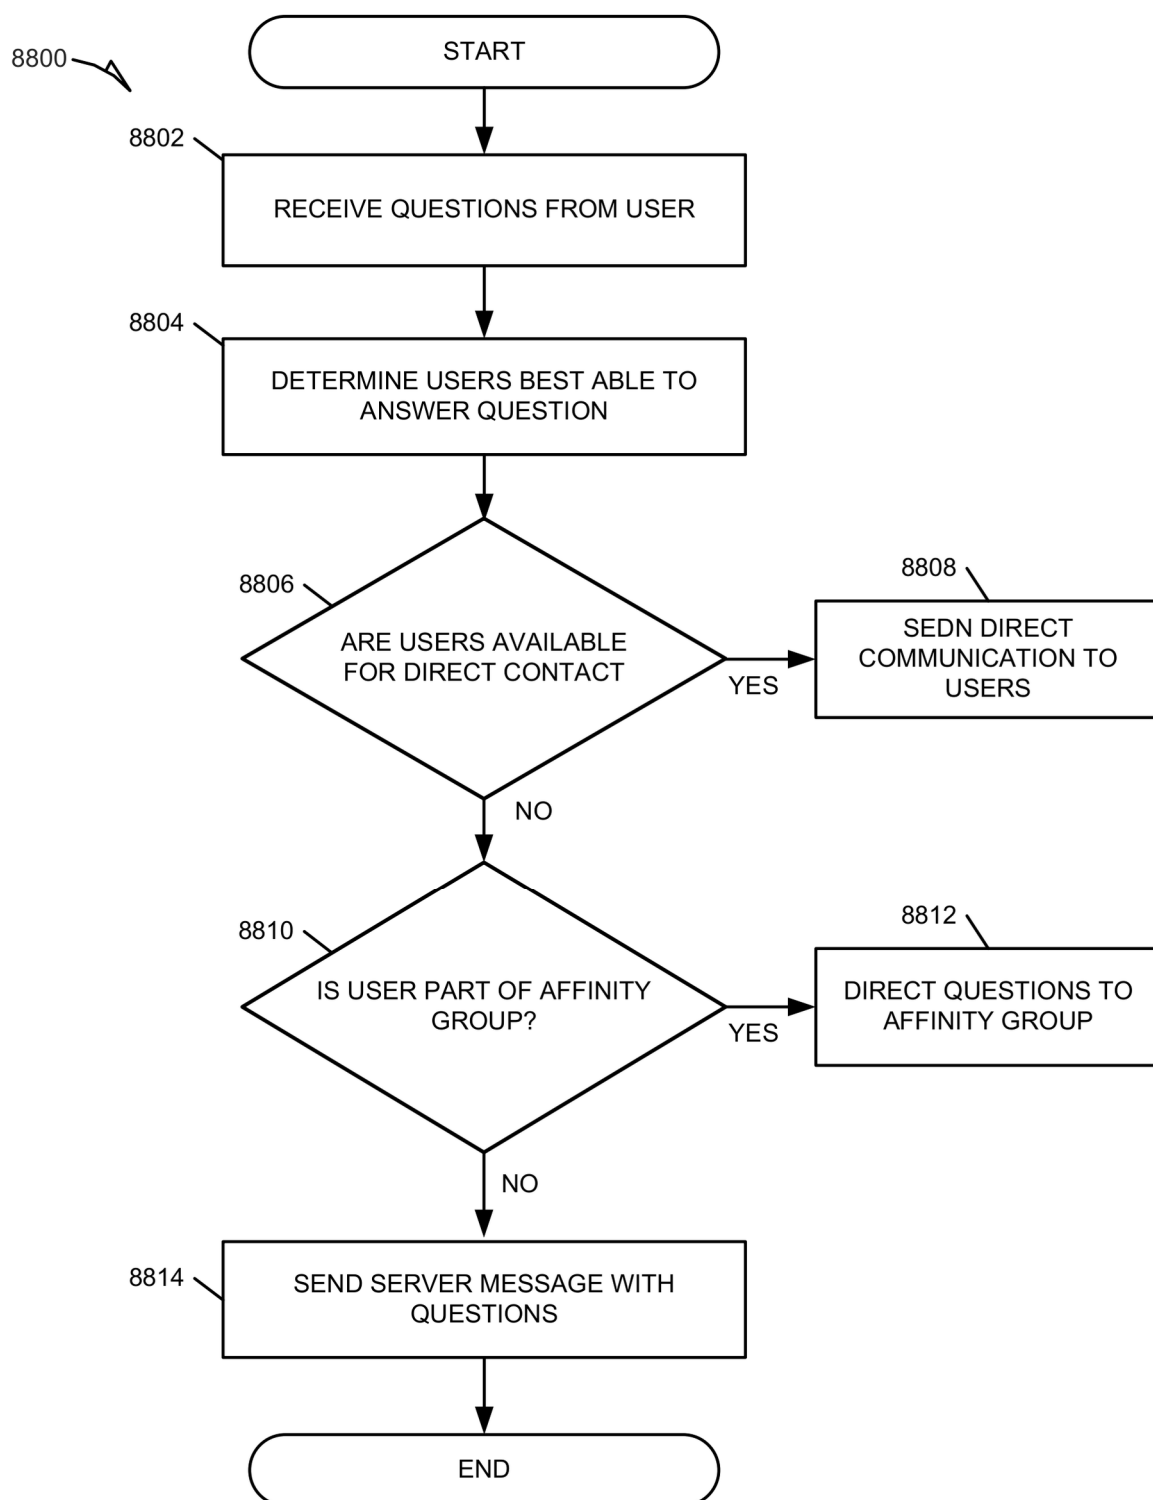 START
8800
8802
RECEIVE QUESTIONS FROM USER
8804
DETERMINE USERS BEST ABLE TO
ANSWER QUESTION
8806
ARE USERS AVAILABLE
FOR DIRECT CONTACT
YES
8808
SEDN DIRECT
COMMUNICATION TO
USERS
NO
8810
IS USER PART OF AFFINITY
GROUP?
YES
8812
DIRECT QUESTIONS TO
AFFINITY GROUP
NO
8814
SEND SERVER MESSAGE WITH
QUESTIONS
END